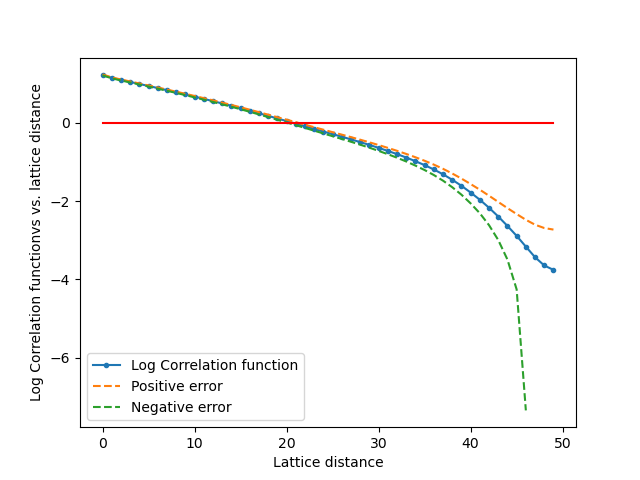 Log Correlation functionvs vs. lattice distance
0
−2
−4
−6
Log Correlation function
Positive error
Negative error
0 10 20 30 40 50
Lattice distance